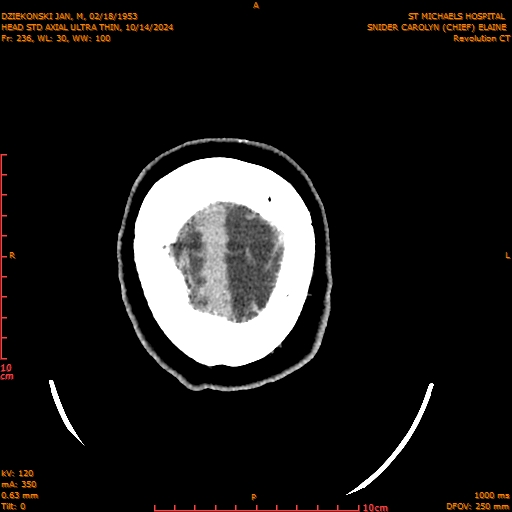 A
DZIEKONSKI JAN, M, 02/18/1953
HEAD STD AXIAL ULTRA THIN, 10/14/2024
Fr: 236, WL: 30, WW: 100
ST MICHAELS HOSPITAL
SNIDER CAROLYN (CHIEF) ELAINE
Revolution CT
R
L
10
cm
kV: 120
mA: 350
0.63 mm
Tilt: 0
P
10cm
1000 ms
DFOV: 250 mm